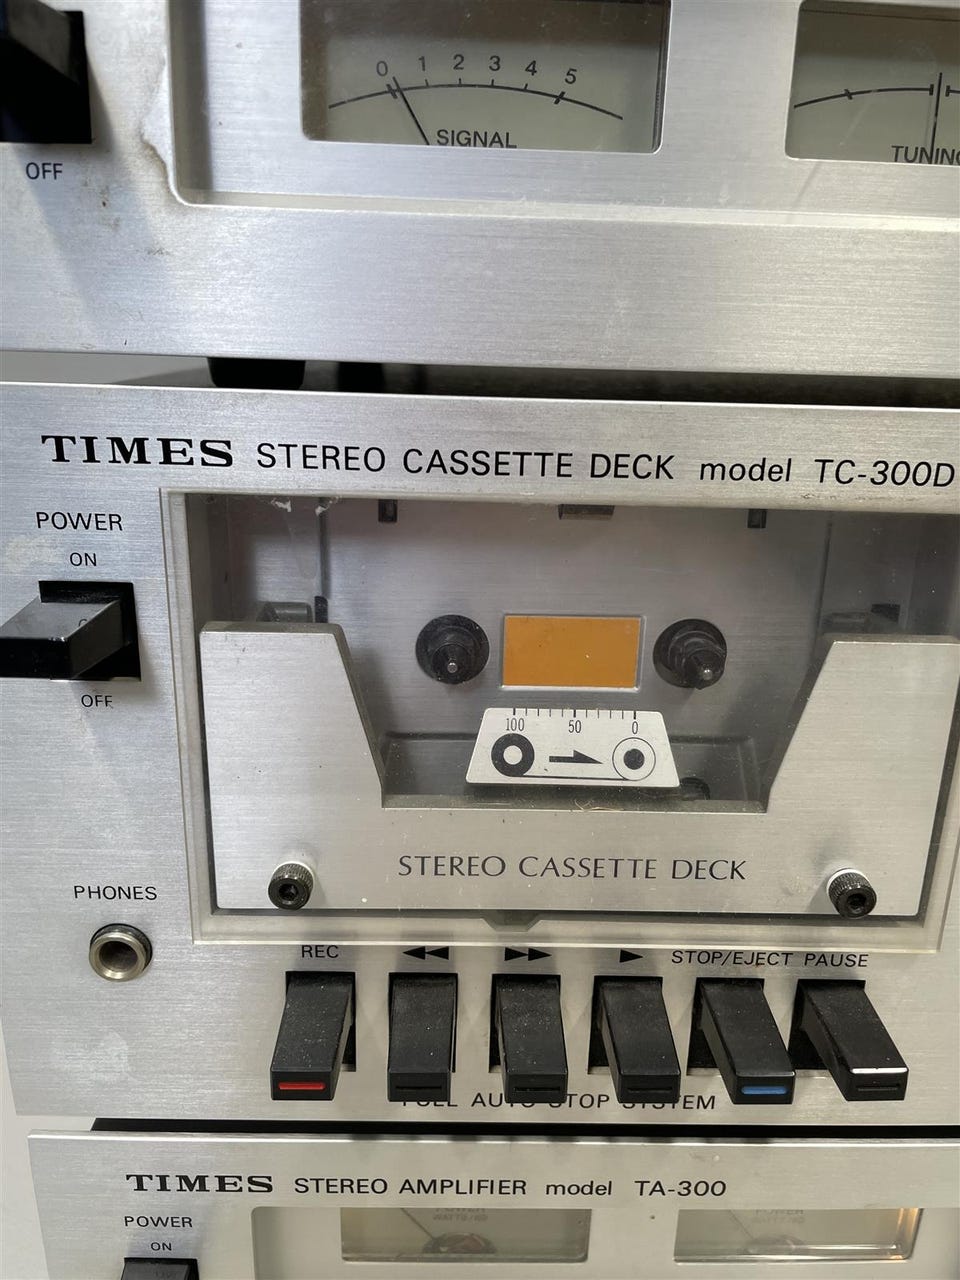 0 1 2 3 4 5
SIGNAL
TUNING
OFF
TIMES STEREO CASSETTE DECK model TC-300D
POWER
ON
OFF
100 50 0
STEREO CASSETTE DECK
PHONES
REC ◀◀ ▶▶ ▶ STOP/EJECT PAUSE
FULL AUTO STOP SYSTEM
TIMES STEREO AMPLIFIER model TA-300
POWER
ON